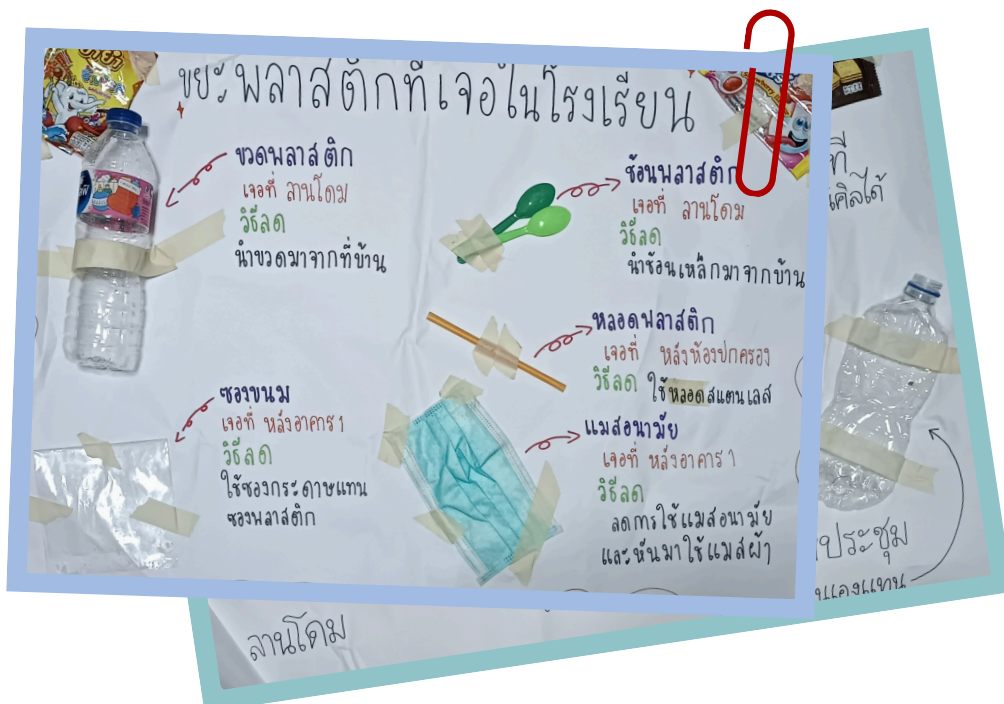 ขยะพลาสติกที่เจอในโรงเรียน
ขวดพลาสติก
เจอที่ ลานโดม
วิธีลด
นำขวดมาจากที่บ้าน
ช้อนพลาสติก
เจอที่ ลานโดม
วิธีลด
นำช้อนเหล็กมาจากบ้าน
หลอดพลาสติก
เจอที่ หลังห้องปกครอง
วิธีลด ใช้หลอดสแตนเลส
ซองขนม
เจอที่ หลังอาคาร 1
วิธีลด
ใช้ซองกระดาษแทน
ซองพลาสติก
แมสอนามัย
เจอที่ หลังอาคาร 1
วิธีลด
ลดการใช้แมสอนามัย
และหันมาใช้แมสผ้า
ที่
ประชุม
ลานโดม